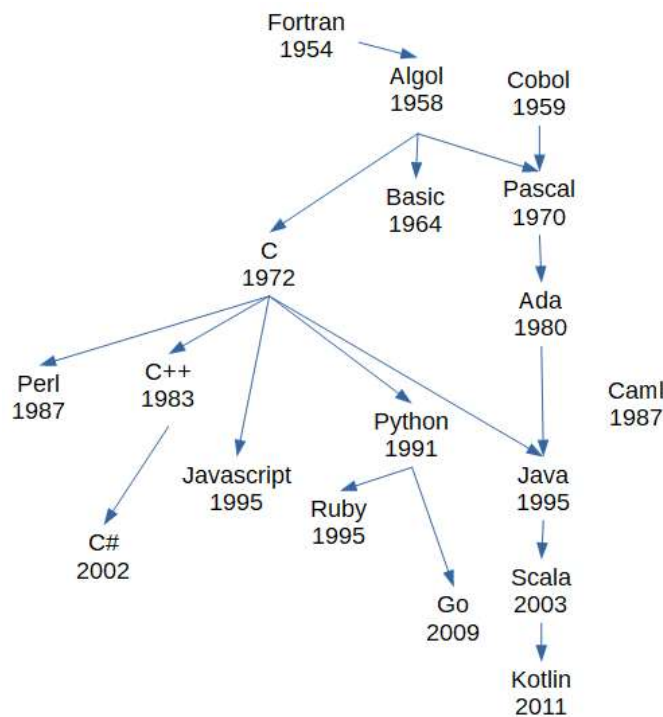 Fortran
1954
Algol
1958
Cobol
1959
Basic
1964
Pascal
1970
C
1972
Ada
1980
Perl
1987
C++
1983
Caml
1987
Python
1991
Javascript
1995
Java
1995
Ruby
1995
C#
2002
Scala
2003
Go
2009
Kotlin
2011